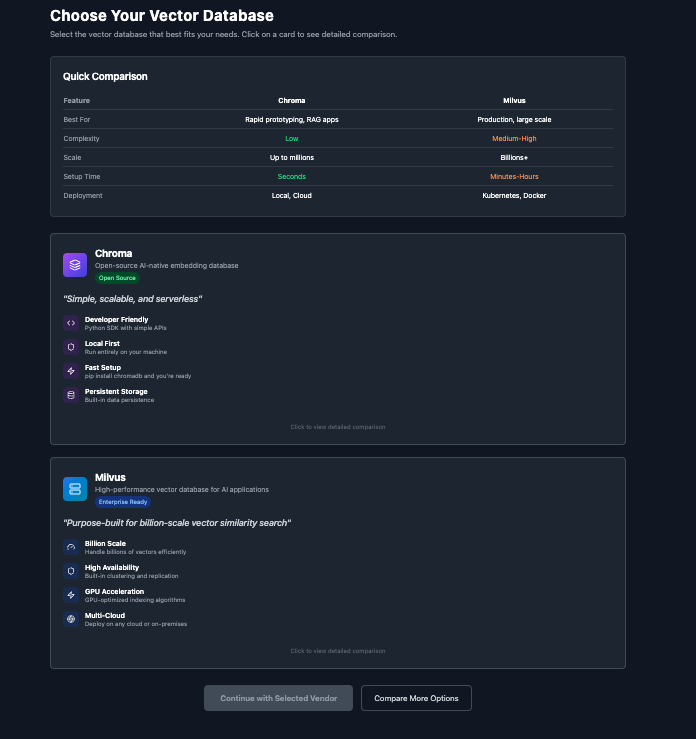 Choose Your Vector Database
Select the vector database that best fits your needs. Click on a card to see detailed comparison.
Quick Comparison
Feature Chroma Milvus
Best For Rapid prototyping, RAG apps Production, large scale
Complexity Low Medium-High
Scale Up to millions Billions+
Setup Time Seconds Minutes-Hours
Deployment Local, Cloud Kubernetes, Docker
Chroma
Open-source AI-native embedding database
Open Source
"Simple, scalable, and serverless"
Developer Friendly
Python SDK with simple APIs
Local First
Run entirely on your machine
Fast Setup
pip install chromadb and you're ready
Persistent Storage
Built-in data persistence
Click to view detailed comparison
Milvus
High-performance vector database for AI applications
Enterprise Ready
"Purpose-built for billion-scale vector similarity search"
Billion Scale
Handle billions of vectors efficiently
High Availability
Built-in clustering and replication
GPU Acceleration
GPU-optimized indexing algorithms
Multi-Cloud
Deploy on any cloud or on-premises
Click to view detailed comparison
Continue with Selected Vendor
Compare More Options